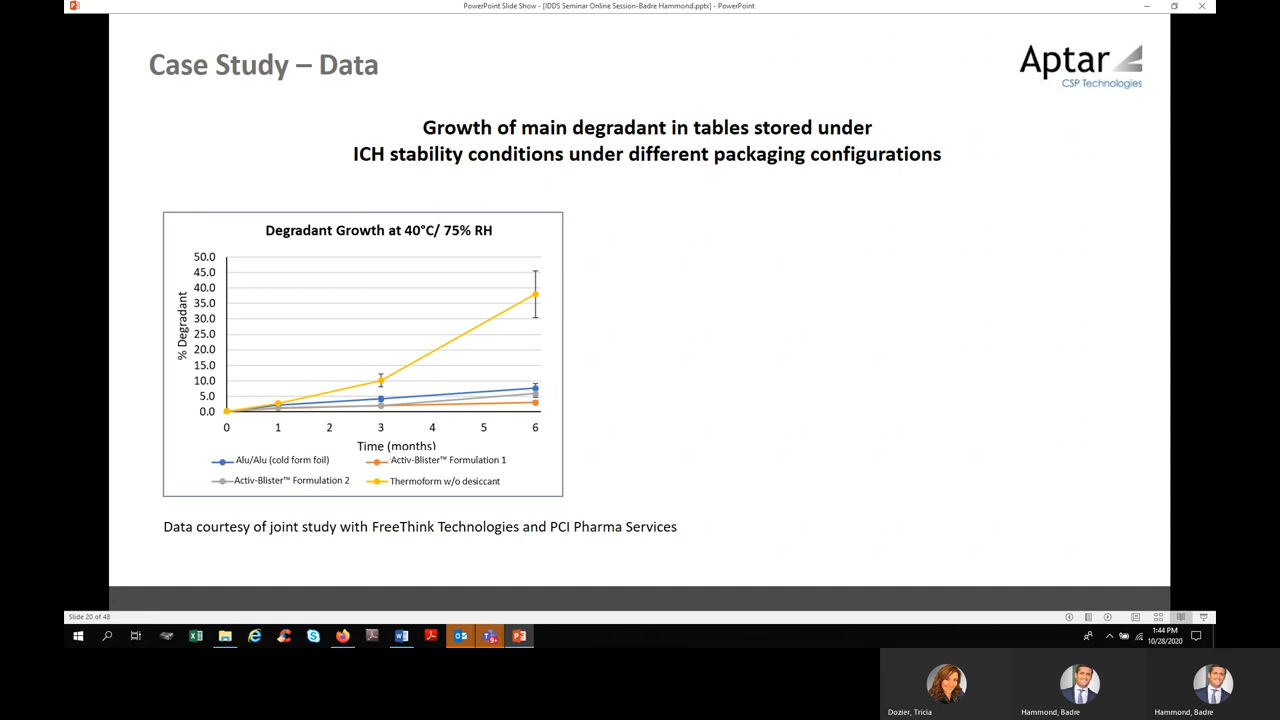 PowerPoint Slide Show - [IDDS Seminar Online Session-Badre Hammond.pptx] - PowerPoint
Case Study – Data
Aptar
CSP Technologies
Growth of main degradant in tables stored under
ICH stability conditions under different packaging configurations
Degradant Growth at 40°C/ 75% RH
% Degradant
50.0
45.0
40.0
35.0
30.0
25.0
20.0
15.0
10.0
5.0
0.0
0 1 2 3 4 5 6
Time (months)
Alu/Alu (cold form foil) Activ-Blister™ Formulation 1
Activ-Blister™ Formulation 2 Thermoform w/o desiccant
Data courtesy of joint study with FreeThink Technologies and PCI Pharma Services
Slide 20 of 48
1:44 PM
10/28/2020
Dozier, Tricia Hammond, Badre Hammond, Badre